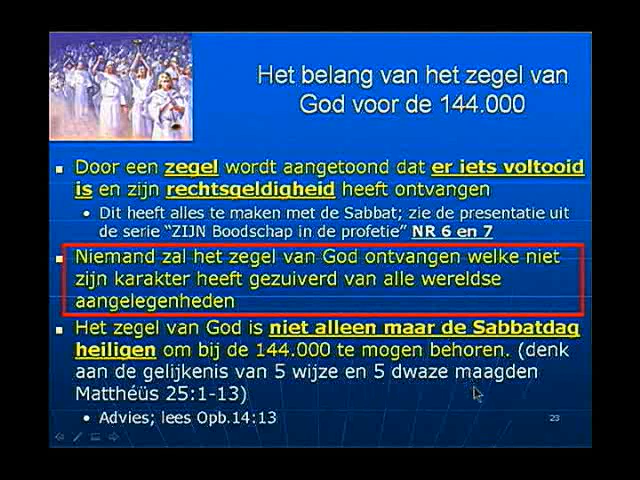 Het belang van het zegel van
God voor de 144.000
Door een zegel wordt aangetoond dat er iets voltooid
is en zijn rechtsgeldigheid heeft ontvangen
Dit heeft alles te maken met de Sabbat; zie de presentatie uit
de serie “ZIJN Boodschap in de profetie” NR 6 en 7
Niemand zal het zegel van God ontvangen welke niet
zijn karakter heeft gezuiverd van alle wereldse
aangelegenheden
Het zegel van God is niet alleen maar de Sabbatdag
heiligen om bij de 144.000 te mogen behoren. (denk
aan de gelijkenis van 5 wijze en 5 dwaze maagden
Matthéüs 25:1-13)
Advies; lees Opb.14:13
23